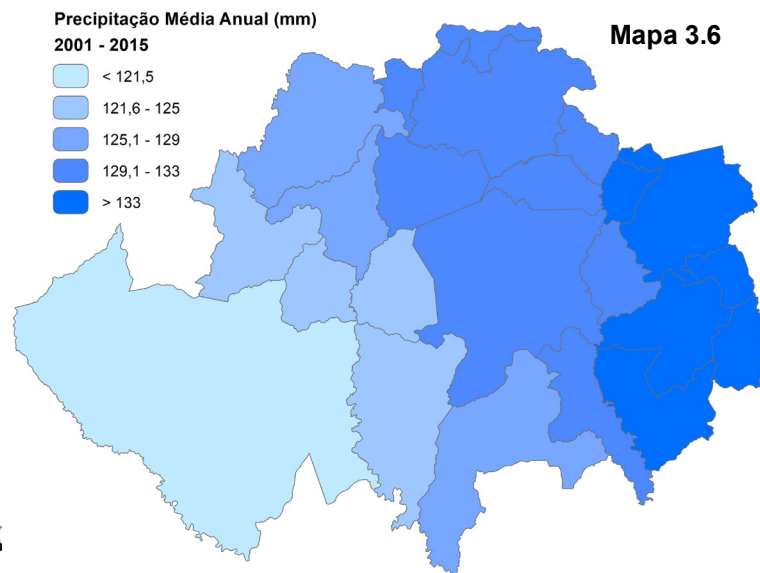 Precipitação Média Anual (mm)
2001 - 2015
< 121,5
121,6 - 125
125,1 - 129
129,1 - 133
> 133
Mapa 3.6